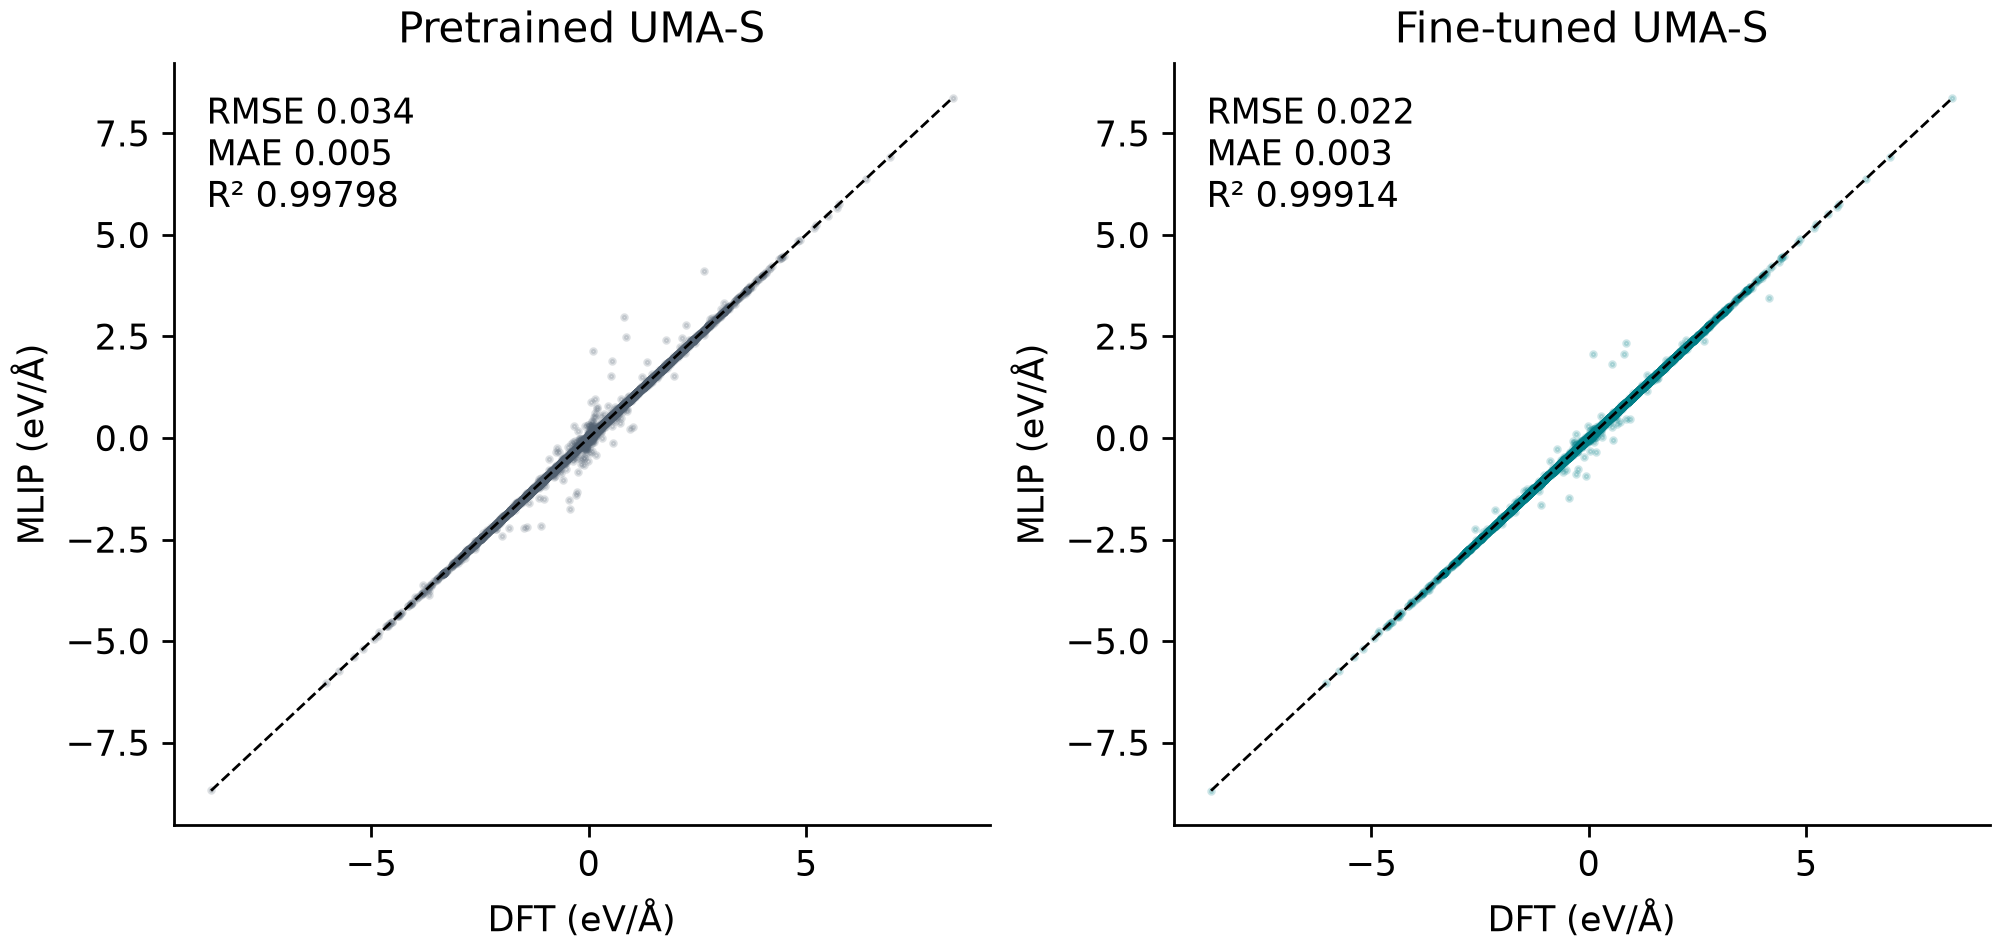 Pretrained UMA-S
RMSE 0.034
MAE 0.005
R² 0.99798
7.5
5.0
2.5
0.0
−2.5
−5.0
−7.5
MLIP (eV/Å)
−5
0
5
DFT (eV/Å)
Fine-tuned UMA-S
RMSE 0.022
MAE 0.003
R² 0.99914
7.5
5.0
2.5
0.0
−2.5
−5.0
−7.5
MLIP (eV/Å)
−5
0
5
DFT (eV/Å)